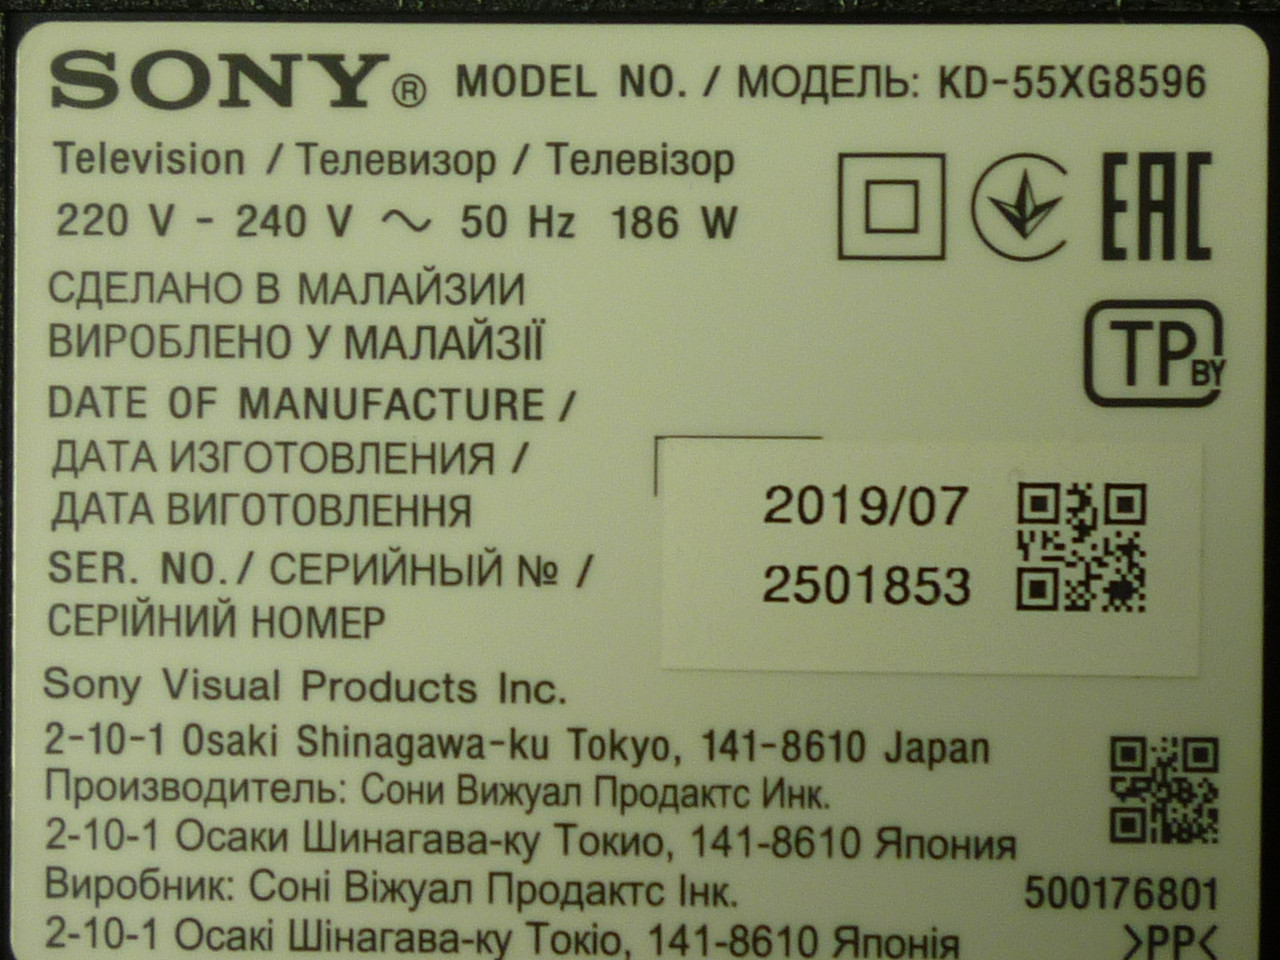 SONY® MODEL NO. / МОДЕЛЬ: KD-55XG8596
Television / Телевизор / Телевізор
220 V - 240 V ~ 50 Hz 186 W
EAC
СДЕЛАНО В МАЛАЙЗИИ
ВИРОБЛЕНО У МАЛАЙЗІЇ
TP BY
DATE OF MANUFACTURE /
ДАТА ИЗГОТОВЛЕНИЯ /
ДАТА ВИГОТОВЛЕННЯ
2019/07
SER. NO. / СЕРИЙНЫЙ № /
СЕРІЙНИЙ НОМЕР
2501853
Sony Visual Products Inc.
2-10-1 Osaki Shinagawa-ku Tokyo, 141-8610 Japan
Производитель: Сони Вижуал Продактс Инк.
2-10-1 Осаки Шинагава-ку Токио, 141-8610 Япония
Виробник: Соні Віжуал Продактс Інк.
500176801
2-10-1 Осакі Шінагава-ку Токіо, 141-8610 Японія
>PP<